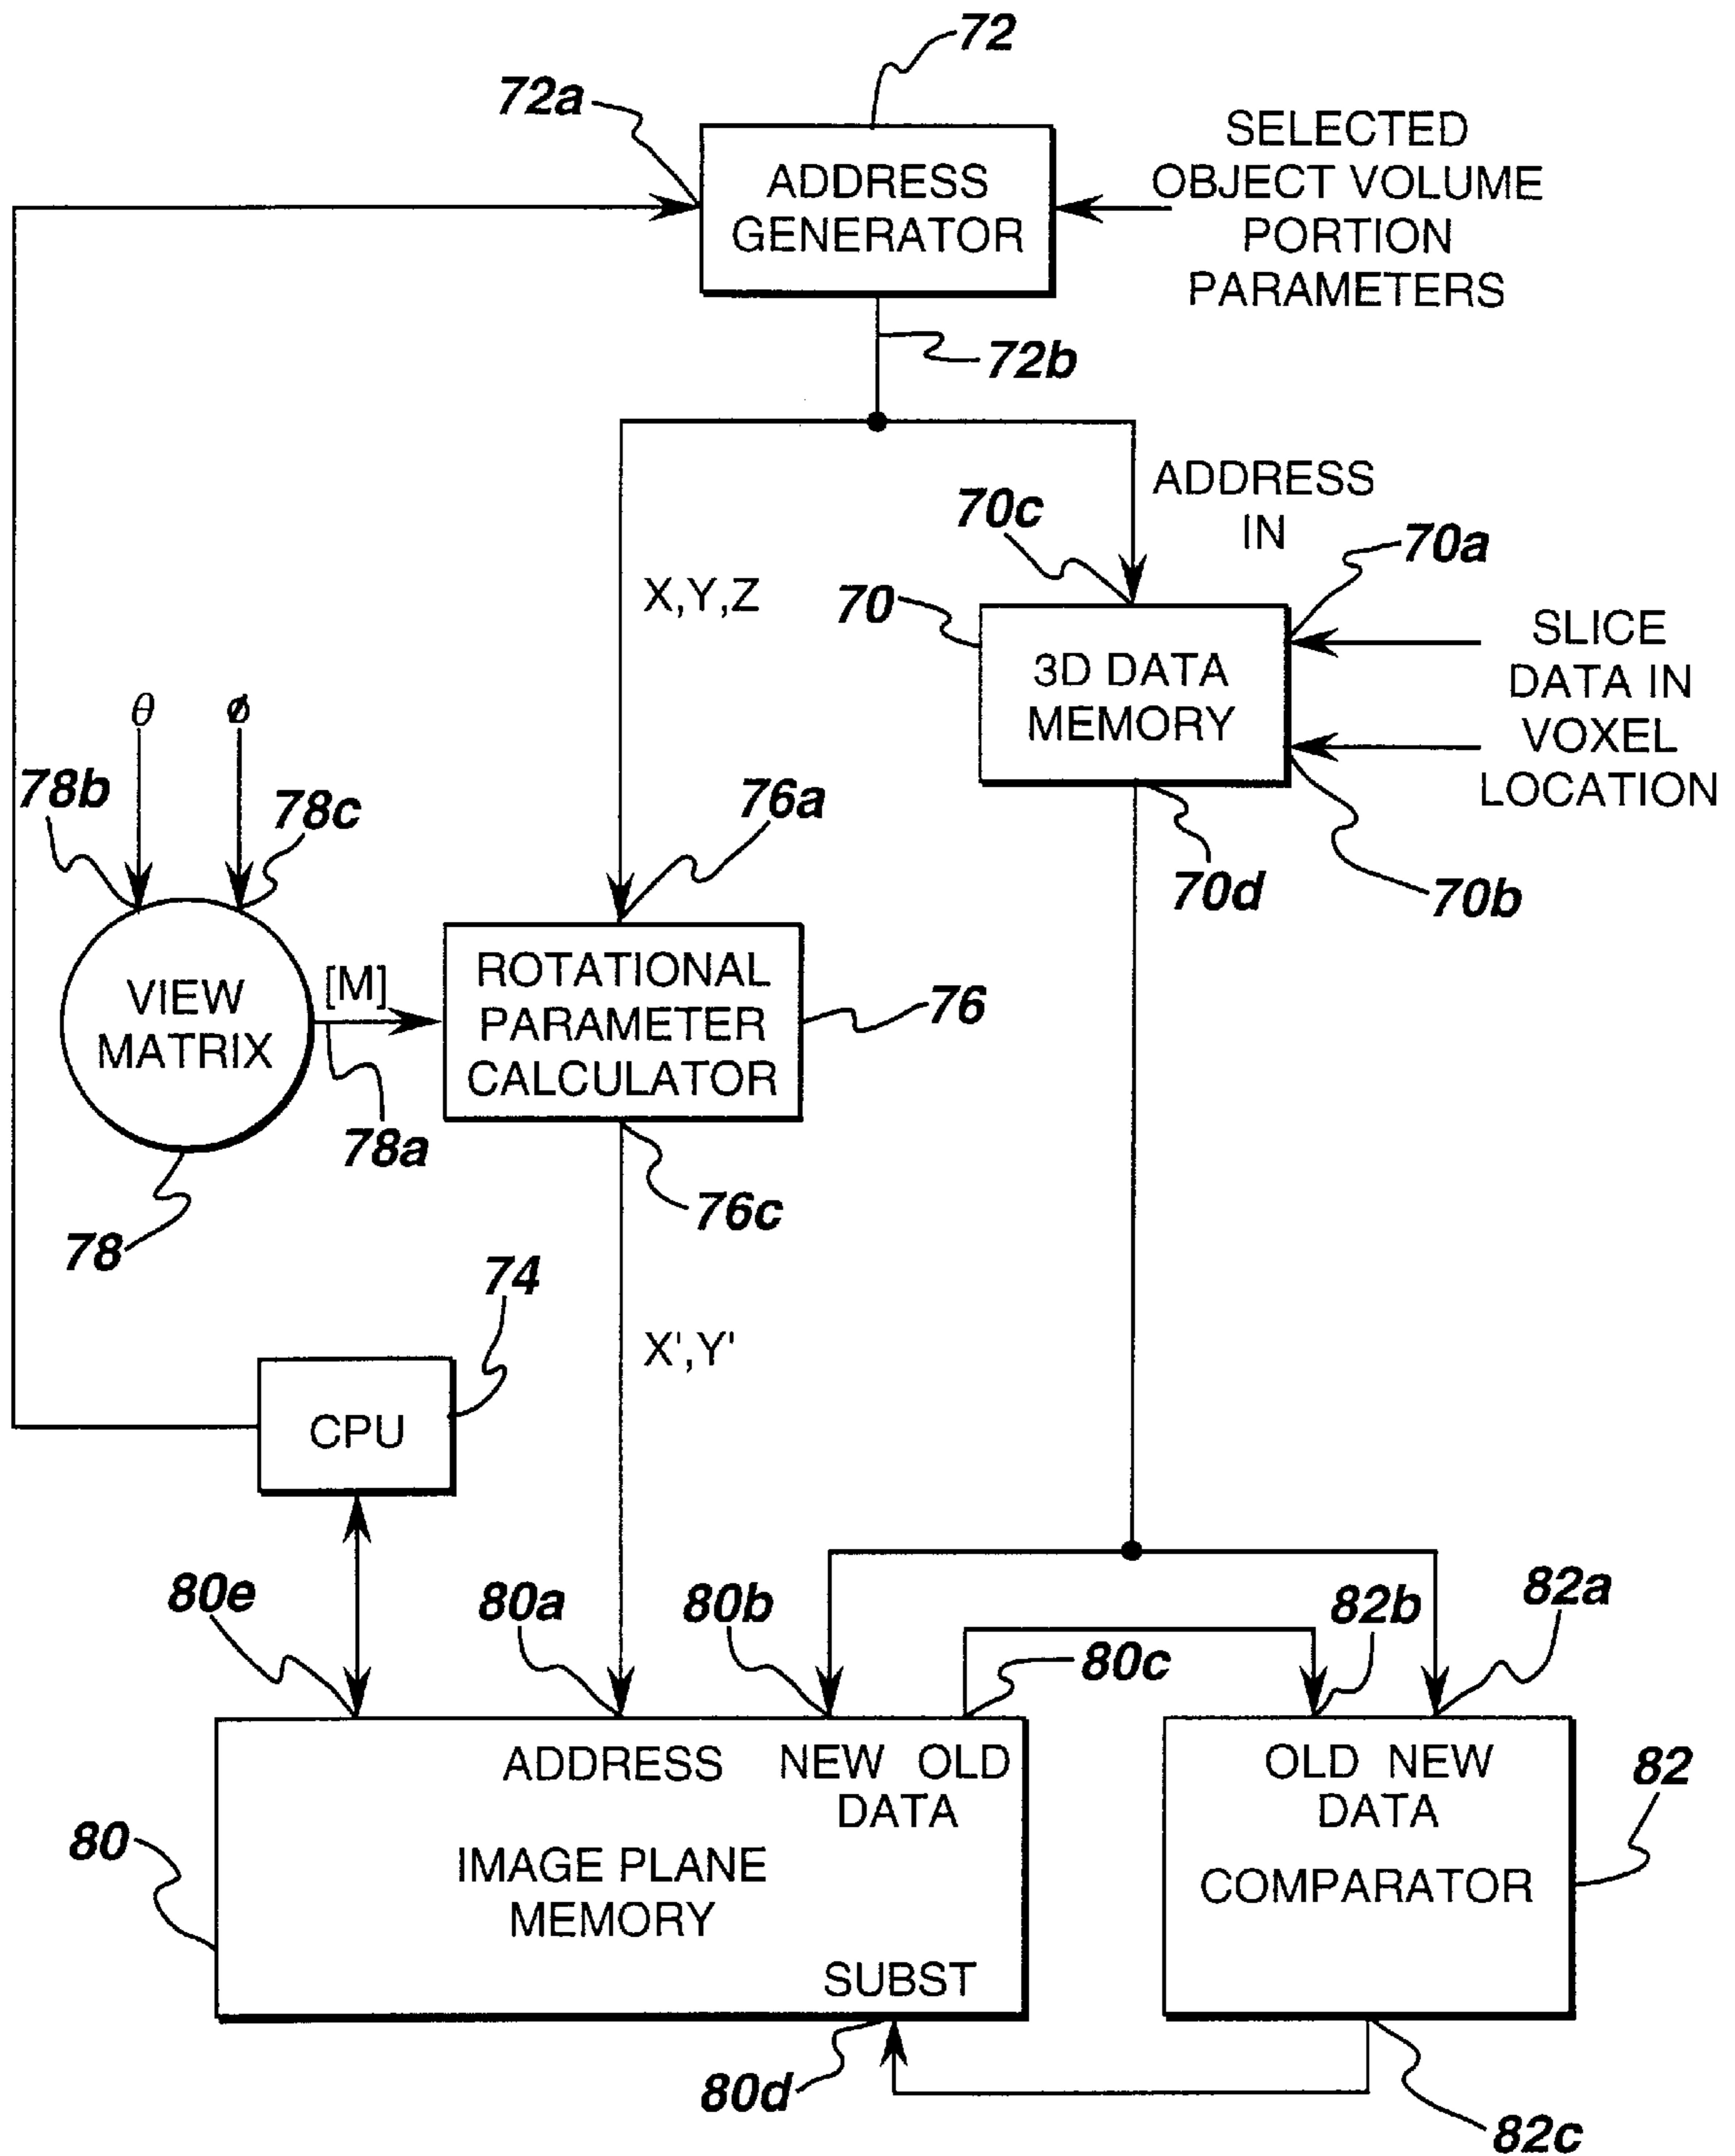 72
72a
ADDRESS
GENERATOR
SELECTED
OBJECT VOLUME
PORTION
PARAMETERS
72b
ADDRESS
IN
70c
70a
70
X,Y,Z
3D DATA
MEMORY
SLICE
DATA IN
VOXEL
LOCATION
θ
ø
78b
78c
76a
70d
70b
VIEW
MATRIX
[M]
ROTATIONAL
PARAMETER
CALCULATOR
76
78a
76c
78
74
X',Y'
CPU
80e
80a
80b
80c
82b
82a
ADDRESS
NEW OLD
DATA
IMAGE PLANE
MEMORY
SUBST
80
OLD NEW
DATA
COMPARATOR
82
80d
82c